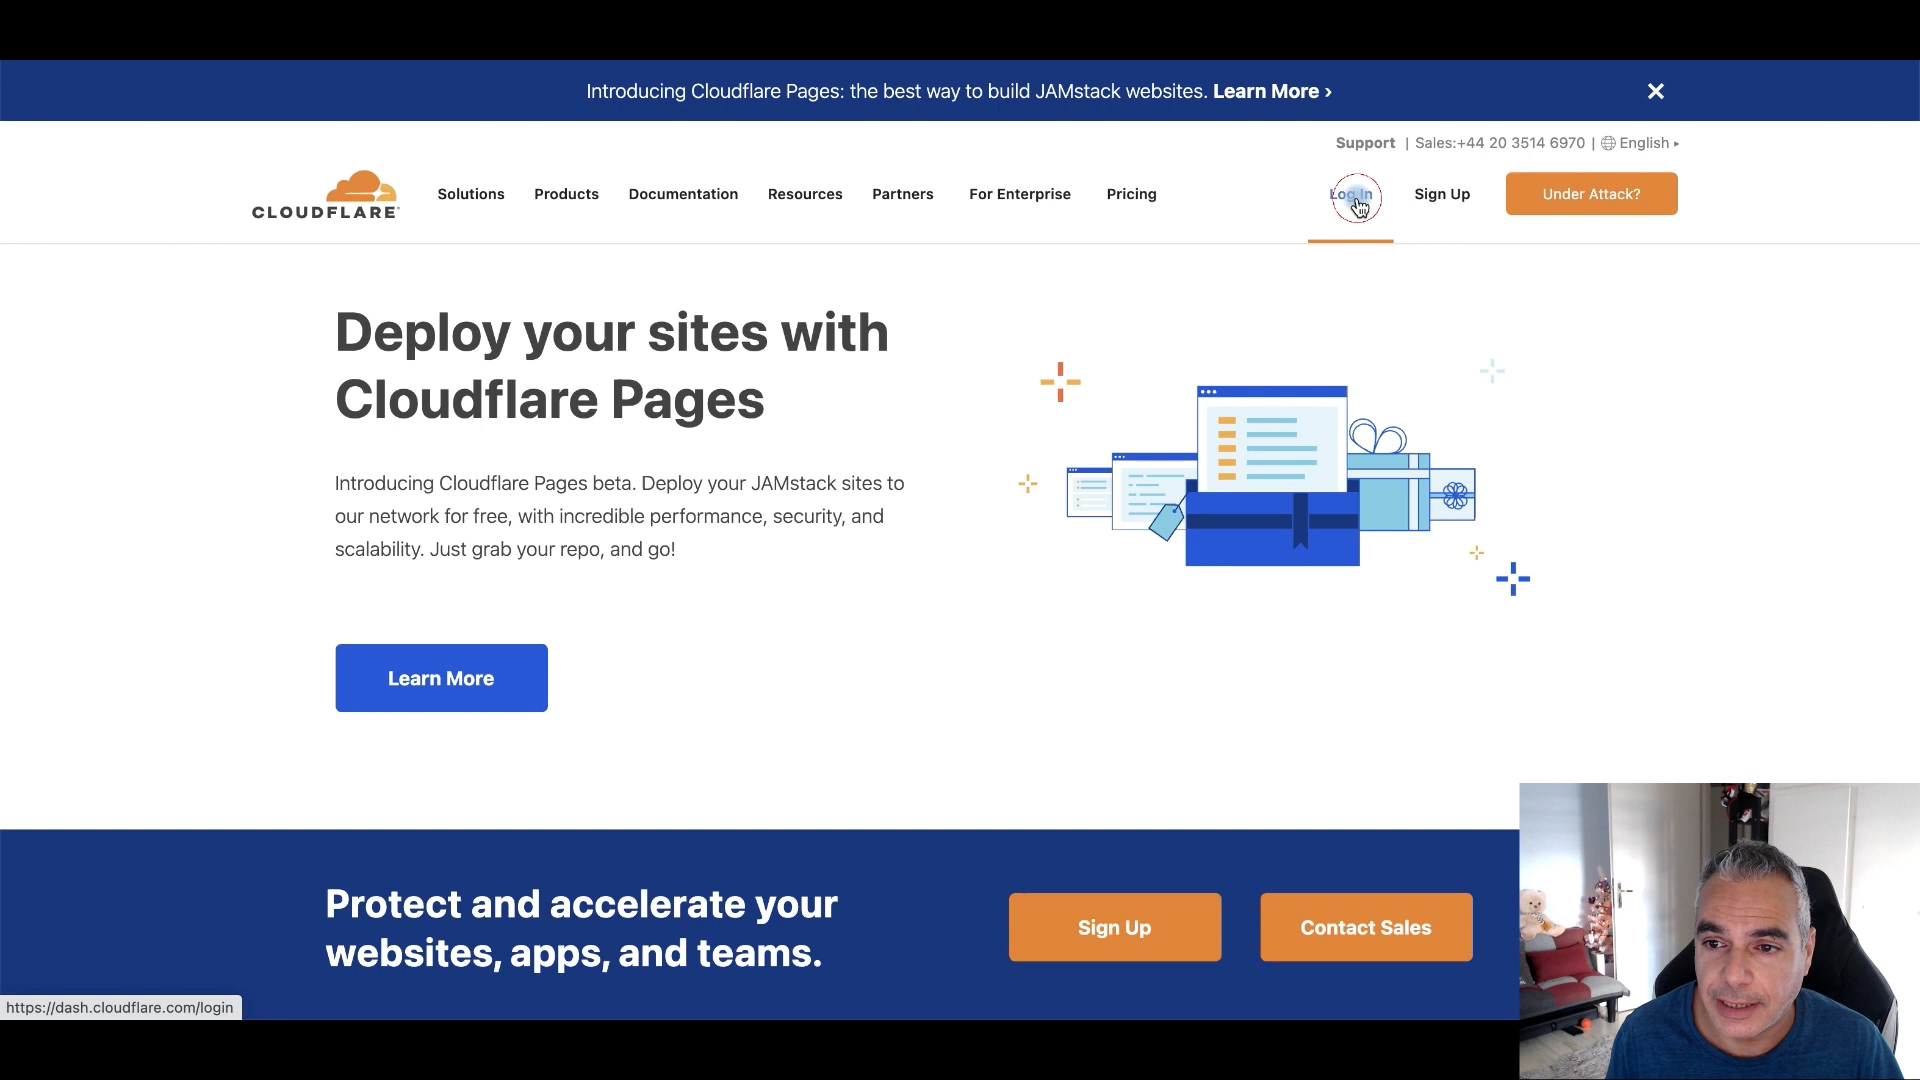 Introducing Cloudflare Pages: the best way to build JAMstack websites. Learn More ›
Support | Sales:+44 20 3514 6970 | English ▸
CLOUDFLARE
Solutions Products Documentation Resources Partners For Enterprise Pricing Log In Sign Up Under Attack?
Deploy your sites with
Cloudflare Pages
Introducing Cloudflare Pages beta. Deploy your JAMstack sites to
our network for free, with incredible performance, security, and
scalability. Just grab your repo, and go!
Learn More
Protect and accelerate your
websites, apps, and teams.
Sign Up
Contact Sales
https://dash.cloudflare.com/login